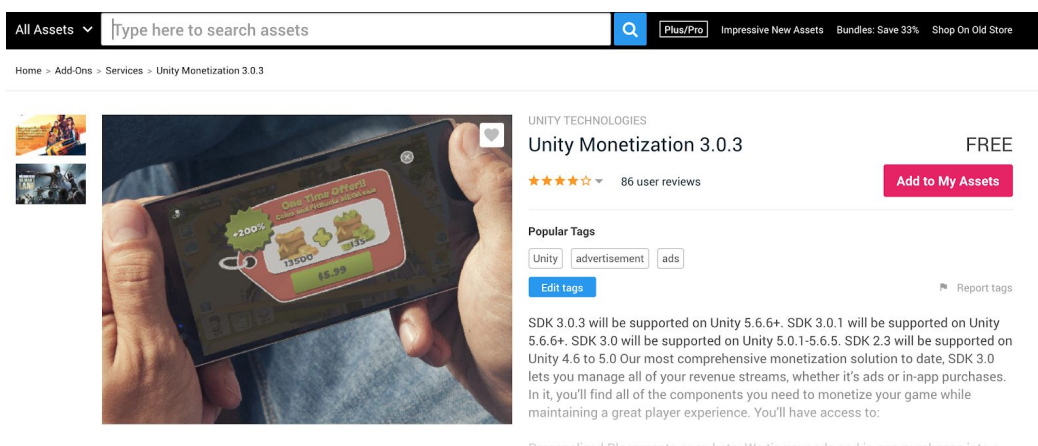 All Assets
Type here to search assets
Plus/Pro
Impressive New Assets
Bundles: Save 33%
Shop On Old Store
Home > Add-Ons > Services > Unity Monetization 3.0.3
UNITY TECHNOLOGIES
Unity Monetization 3.0.3
FREE
86 user reviews
Add to My Assets
Popular Tags
Unity
advertisement
ads
Edit tags
Report tags
SDK 3.0.3 will be supported on Unity 5.6.6+. SDK 3.0.1 will be supported on Unity
5.6.6+. SDK 3.0 will be supported on Unity 5.0.1-5.6.5. SDK 2.3 will be supported on
Unity 4.6 to 5.0 Our most comprehensive monetization solution to date, SDK 3.0
lets you manage all of your revenue streams, whether it's ads or in-app purchases.
In it, you'll find all of the components you need to monetize your game while
maintaining a great player experience. You'll have access to:
One Time Offer!!
+200%
13500
135
$5.99